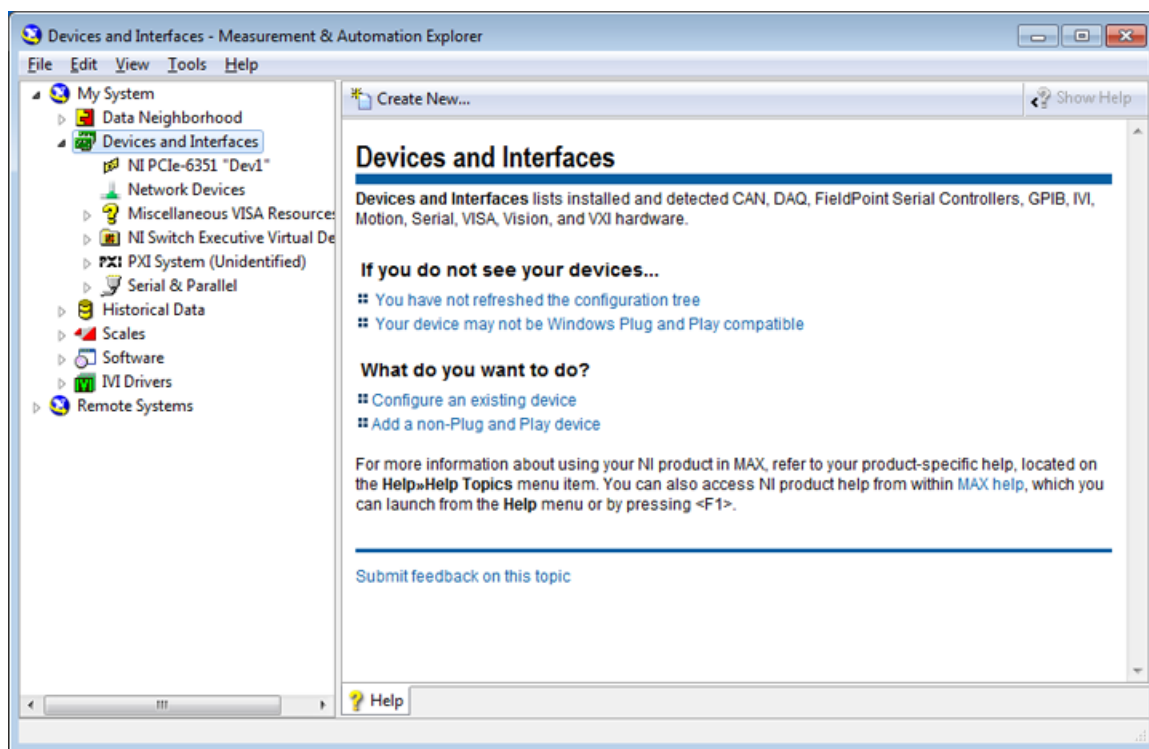 Devices and Interfaces - Measurement & Automation Explorer
File Edit View Tools Help
My System
Data Neighborhood
Devices and Interfaces
NI PCIe-6351 "Dev1"
Network Devices
Miscellaneous VISA Resource
NI Switch Executive Virtual De
PXI PXI System (Unidentified)
Serial & Parallel
Historical Data
Scales
Software
IVI Drivers
Remote Systems
Create New...
Show Help
Devices and Interfaces
Devices and Interfaces lists installed and detected CAN, DAQ, FieldPoint Serial Controllers, GPIB, IVI,
Motion, Serial, VISA, Vision, and VXI hardware.
If you do not see your devices...
You have not refreshed the configuration tree
Your device may not be Windows Plug and Play compatible
What do you want to do?
Configure an existing device
Add a non-Plug and Play device
For more information about using your NI product in MAX, refer to your product-specific help, located on
the Help»Help Topics menu item. You can also access NI product help from within MAX help, which you
can launch from the Help menu or by pressing <F1>.
Submit feedback on this topic
Help